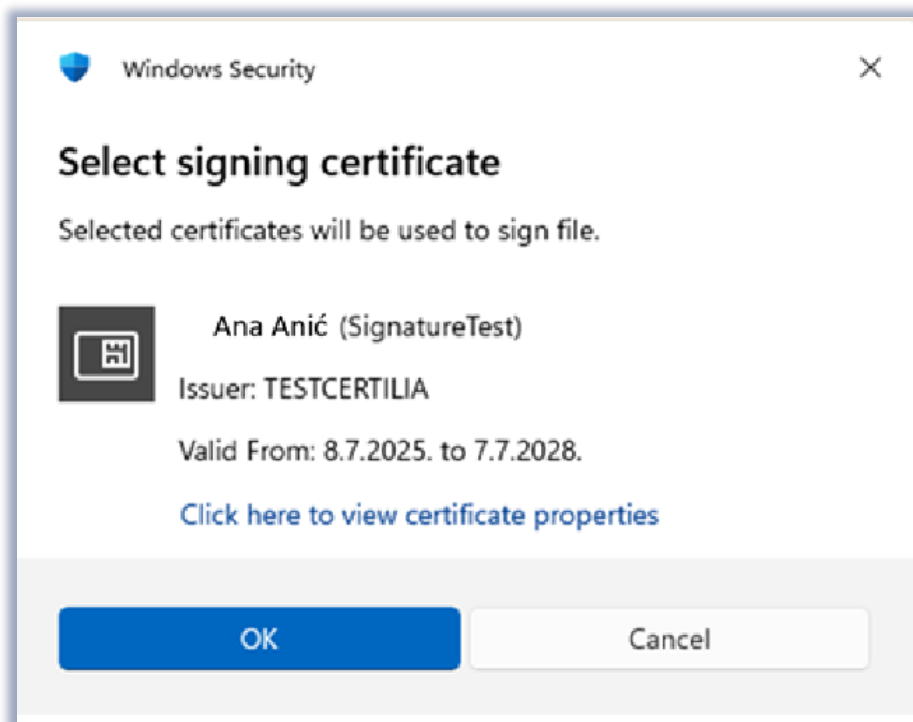 Windows Security
Select signing certificate
Selected certificates will be used to sign file.
Ana Anić (SignatureTest)
Issuer: TESTCERTILIA
Valid From: 8.7.2025. to 7.7.2028.
Click here to view certificate properties
OK
Cancel